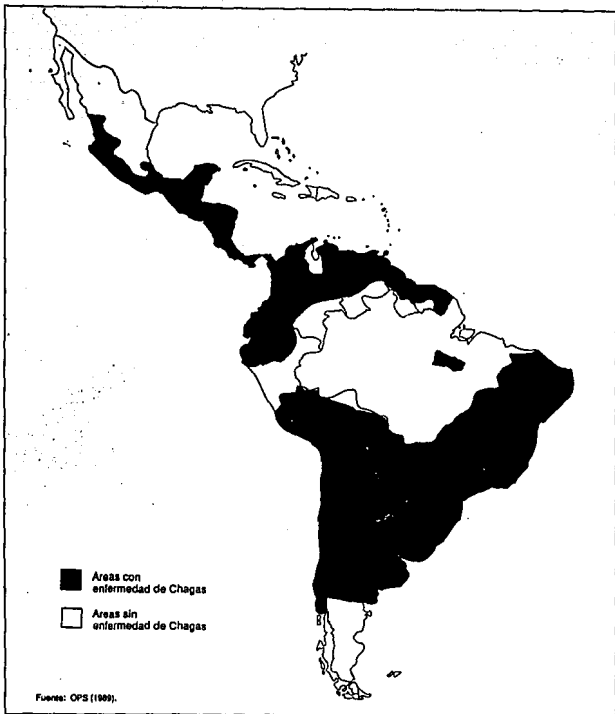 Areas con
enfermedad de Chagas
Areas sin
enfermedad de Chagas
Fuente: OPS (1989).